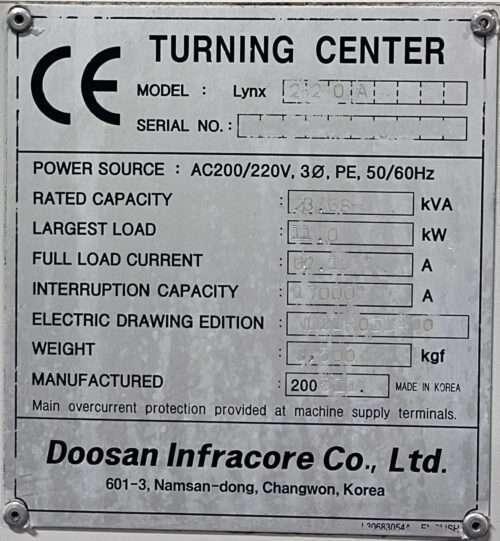 CE
TURNING CENTER
MODEL : Lynx 220A
SERIAL NO. :
POWER SOURCE : AC200/220V, 3Ø, PE, 50/60Hz
RATED CAPACITY : kVA
LARGEST LOAD : kW
FULL LOAD CURRENT : A
INTERRUPTION CAPACITY : A
ELECTRIC DRAWING EDITION :
WEIGHT : kgf
MANUFACTURED : 200 . MADE IN KOREA
Main overcurrent protection provided at machine supply terminals.
Doosan Infracore Co., Ltd.
601-3, Namsan-dong, Changwon, Korea